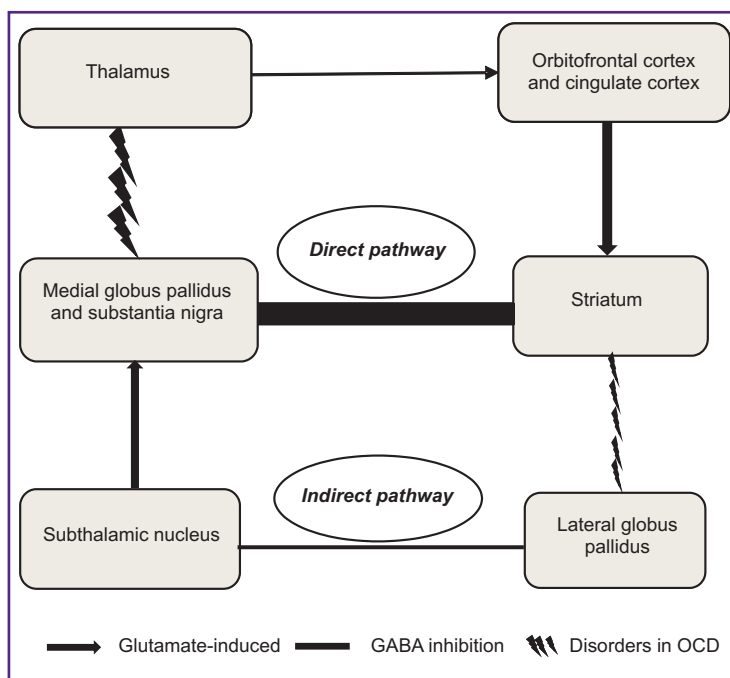 Thalamus
Orbitofrontal cortex
and cingulate cortex
Direct pathway
Medial globus pallidus
and substantia nigra
Striatum
Indirect pathway
Subthalamic nucleus
Lateral globus
pallidus
Glutamate-induced
GABA inhibition
Disorders in OCD